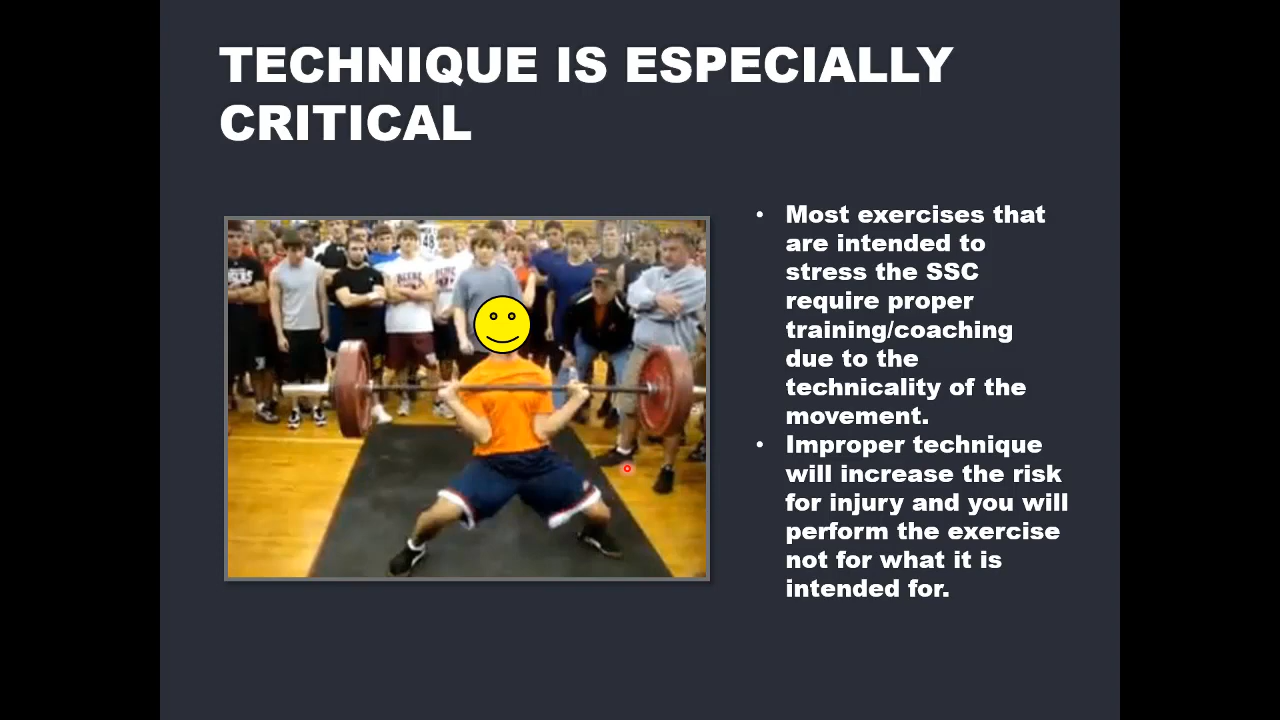 TECHNIQUE IS ESPECIALLY
CRITICAL
• Most exercises that
are intended to
stress the SSC
require proper
training/coaching
due to the
technicality of the
movement.
• Improper technique
will increase the risk
for injury and you will
perform the exercise
not for what it is
intended for.